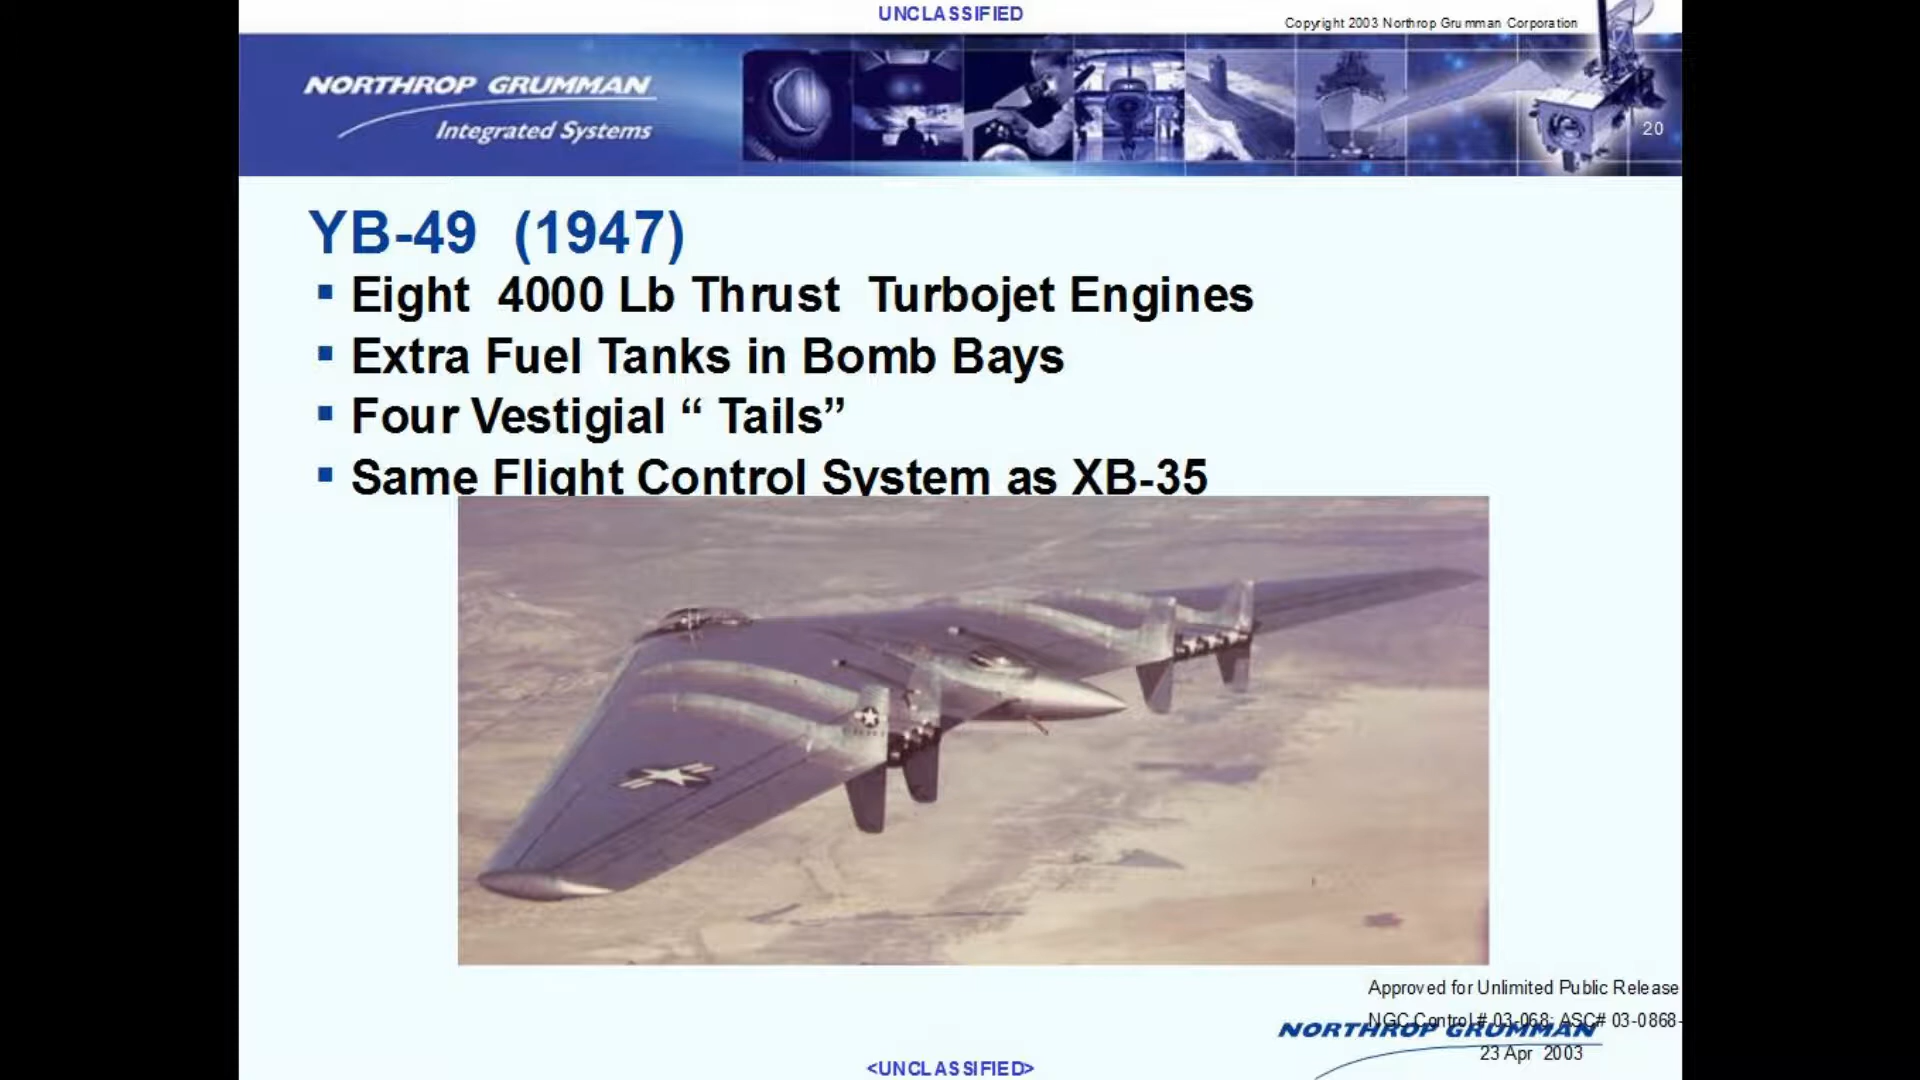 UNCLASSIFIED
Copyright 2003 Northrop Grumman Corporation
NORTHROP GRUMMAN
Integrated Systems
20
YB-49 (1947)
▪ Eight 4000 Lb Thrust Turbojet Engines
▪ Extra Fuel Tanks in Bomb Bays
▪ Four Vestigial “ Tails”
▪ Same Flight Control System as XB-35
Approved for Unlimited Public Release
NGC Control # 03-068; ASC# 03-0868-
NORTHROP GRUMMAN
23 Apr 2003
<UNCLASSIFIED>